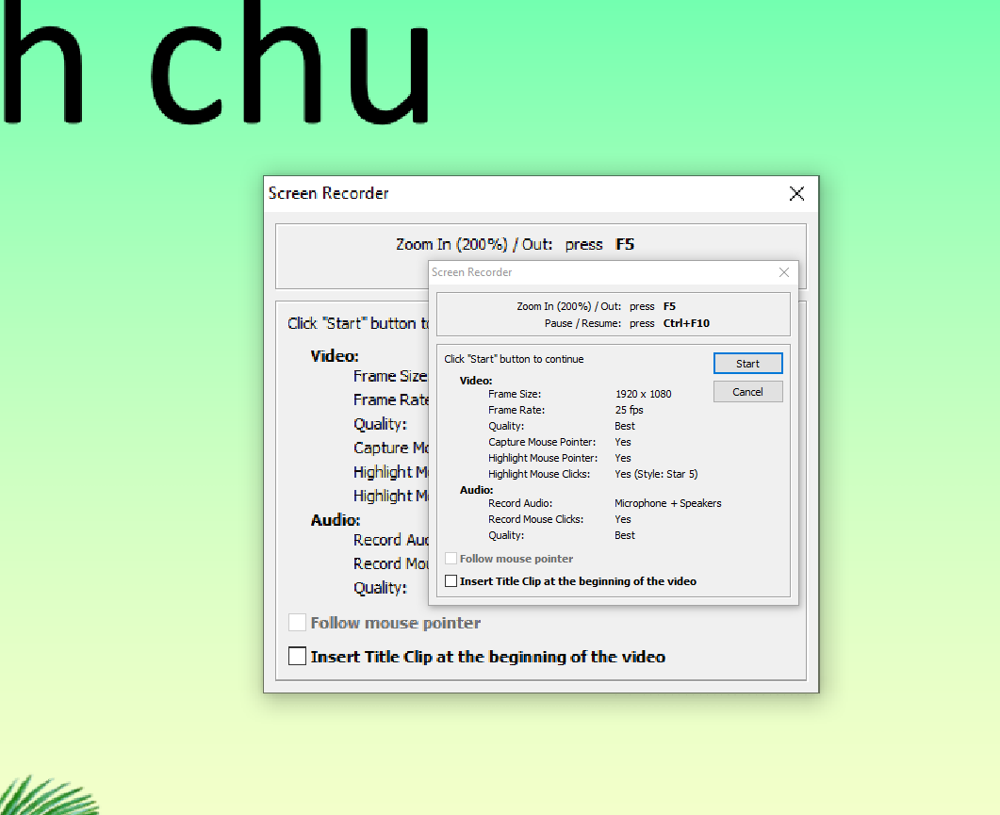 h chu
Screen Recorder
Zoom In (200%) / Out: press F5
Click "Start" button to
Video:
Frame Size
Frame Rate
Quality:
Capture Mo
Highlight M
Highlight M
Audio:
Record Aud
Record Mou
Quality:
Follow mouse pointer
Insert Title Clip at the beginning of the video
Screen Recorder
Zoom In (200%) / Out: press F5
Pause / Resume: press Ctrl+F10
Click "Start" button to continue
Start
Cancel
Video:
Frame Size: 1920 x 1080
Frame Rate: 25 fps
Quality: Best
Capture Mouse Pointer: Yes
Highlight Mouse Pointer: Yes
Highlight Mouse Clicks: Yes (Style: Star 5)
Audio:
Record Audio: Microphone + Speakers
Record Mouse Clicks: Yes
Quality: Best
Follow mouse pointer
Insert Title Clip at the beginning of the video